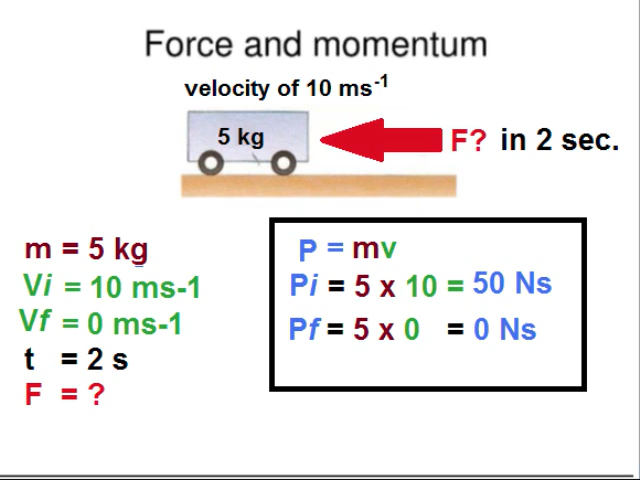 Force and momentum
velocity of 10 ms-1
5 kg
F? in 2 sec.
m = 5 kg
Vi = 10 ms-1
Vf = 0 ms-1
t = 2 s
F = ?
P = mv
Pi = 5 x 10 = 50 Ns
Pf = 5 x 0 = 0 Ns